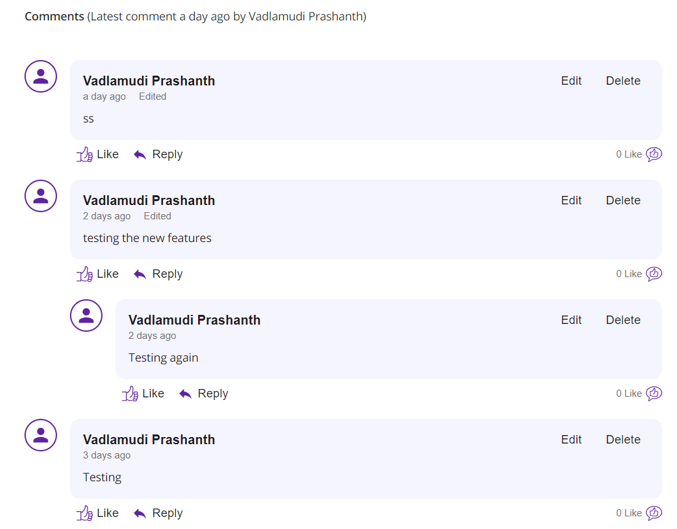 Comments (Latest comment a day ago by Vadlamudi Prashanth)
Vadlamudi Prashanth Edit Delete
a day ago Edited
ss
Like Reply 0 Like
Vadlamudi Prashanth Edit Delete
2 days ago Edited
testing the new features
Like Reply 0 Like
Vadlamudi Prashanth Edit Delete
2 days ago
Testing again
Like Reply 0 Like
Vadlamudi Prashanth Edit Delete
3 days ago
Testing
Like Reply 0 Like